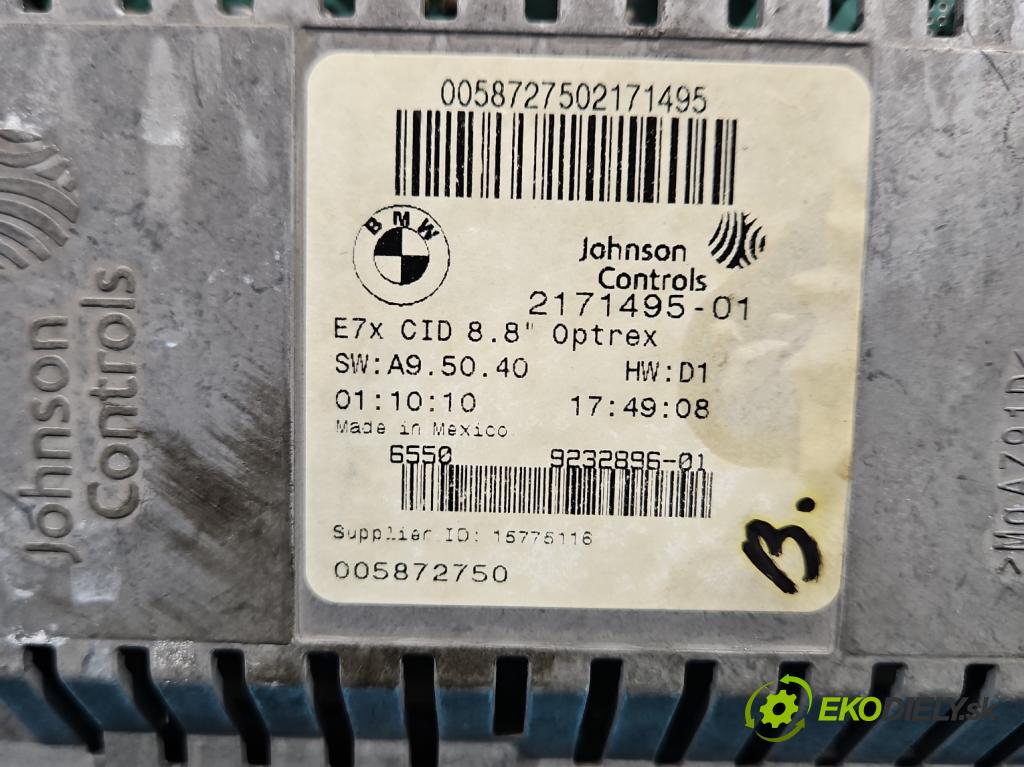 0058727502171495
BMW
Johnson
Controls
2171495-01
E7x CID 8.8" Optrex
SW:A9.50.40 HW:D1
01:10:10 17:49:08
Made in Mexico
6550 9232896-01
Supplier ID: 15775116
005872750
B.
Johnson
Controls
>MgAZ91D<
EKODIELY.sk